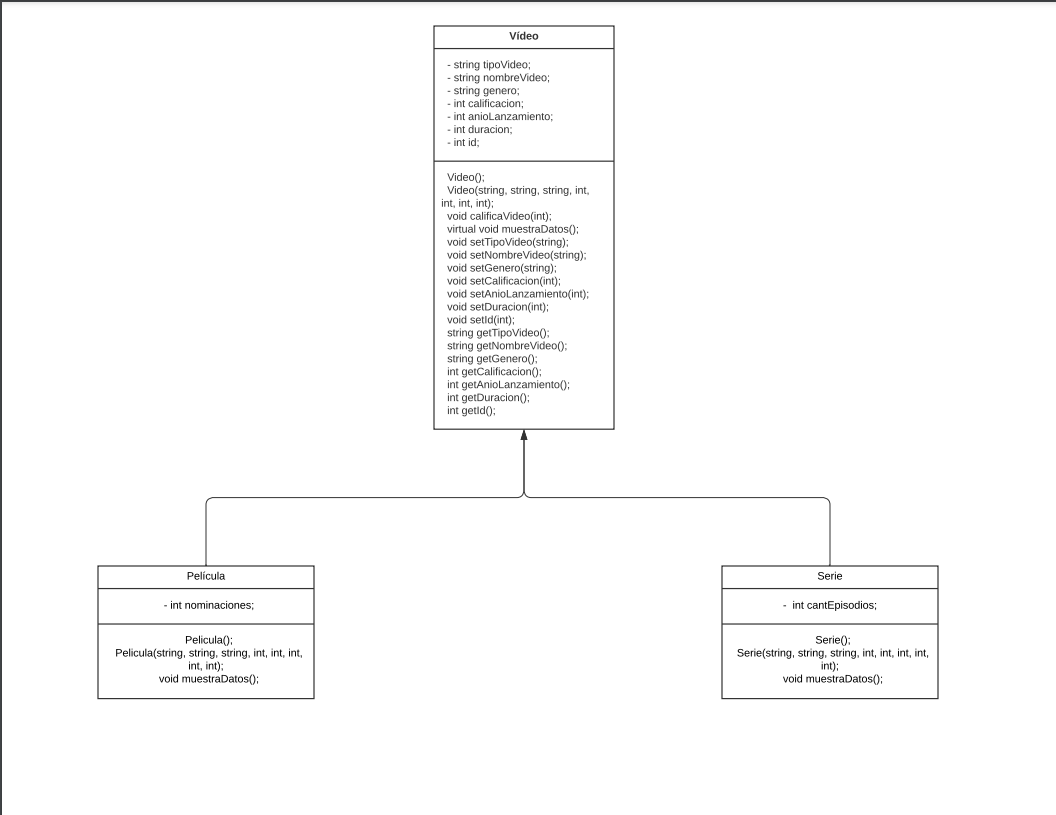 Vídeo
- string tipoVideo;
- string nombreVideo;
- string genero;
- int calificacion;
- int anioLanzamiento;
- int duracion;
- int id;
Video();
Video(string, string, string, int,
int, int, int);
void calificaVideo(int);
virtual void muestraDatos();
void setTipoVideo(string);
void setNombreVideo(string);
void setGenero(string);
void setCalificacion(int);
void setAnioLanzamiento(int);
void setDuracion(int);
void setId(int);
string getTipoVideo();
string getNombreVideo();
string getGenero();
int getCalificacion();
int getAnioLanzamiento();
int getDuracion();
int getId();
Película
- int nominaciones;
Pelicula();
Pelicula(string, string, string, int, int, int,
int, int);
void muestraDatos();
Serie
- int cantEpisodios;
Serie();
Serie(string, string, string, int, int, int, int,
int);
void muestraDatos();